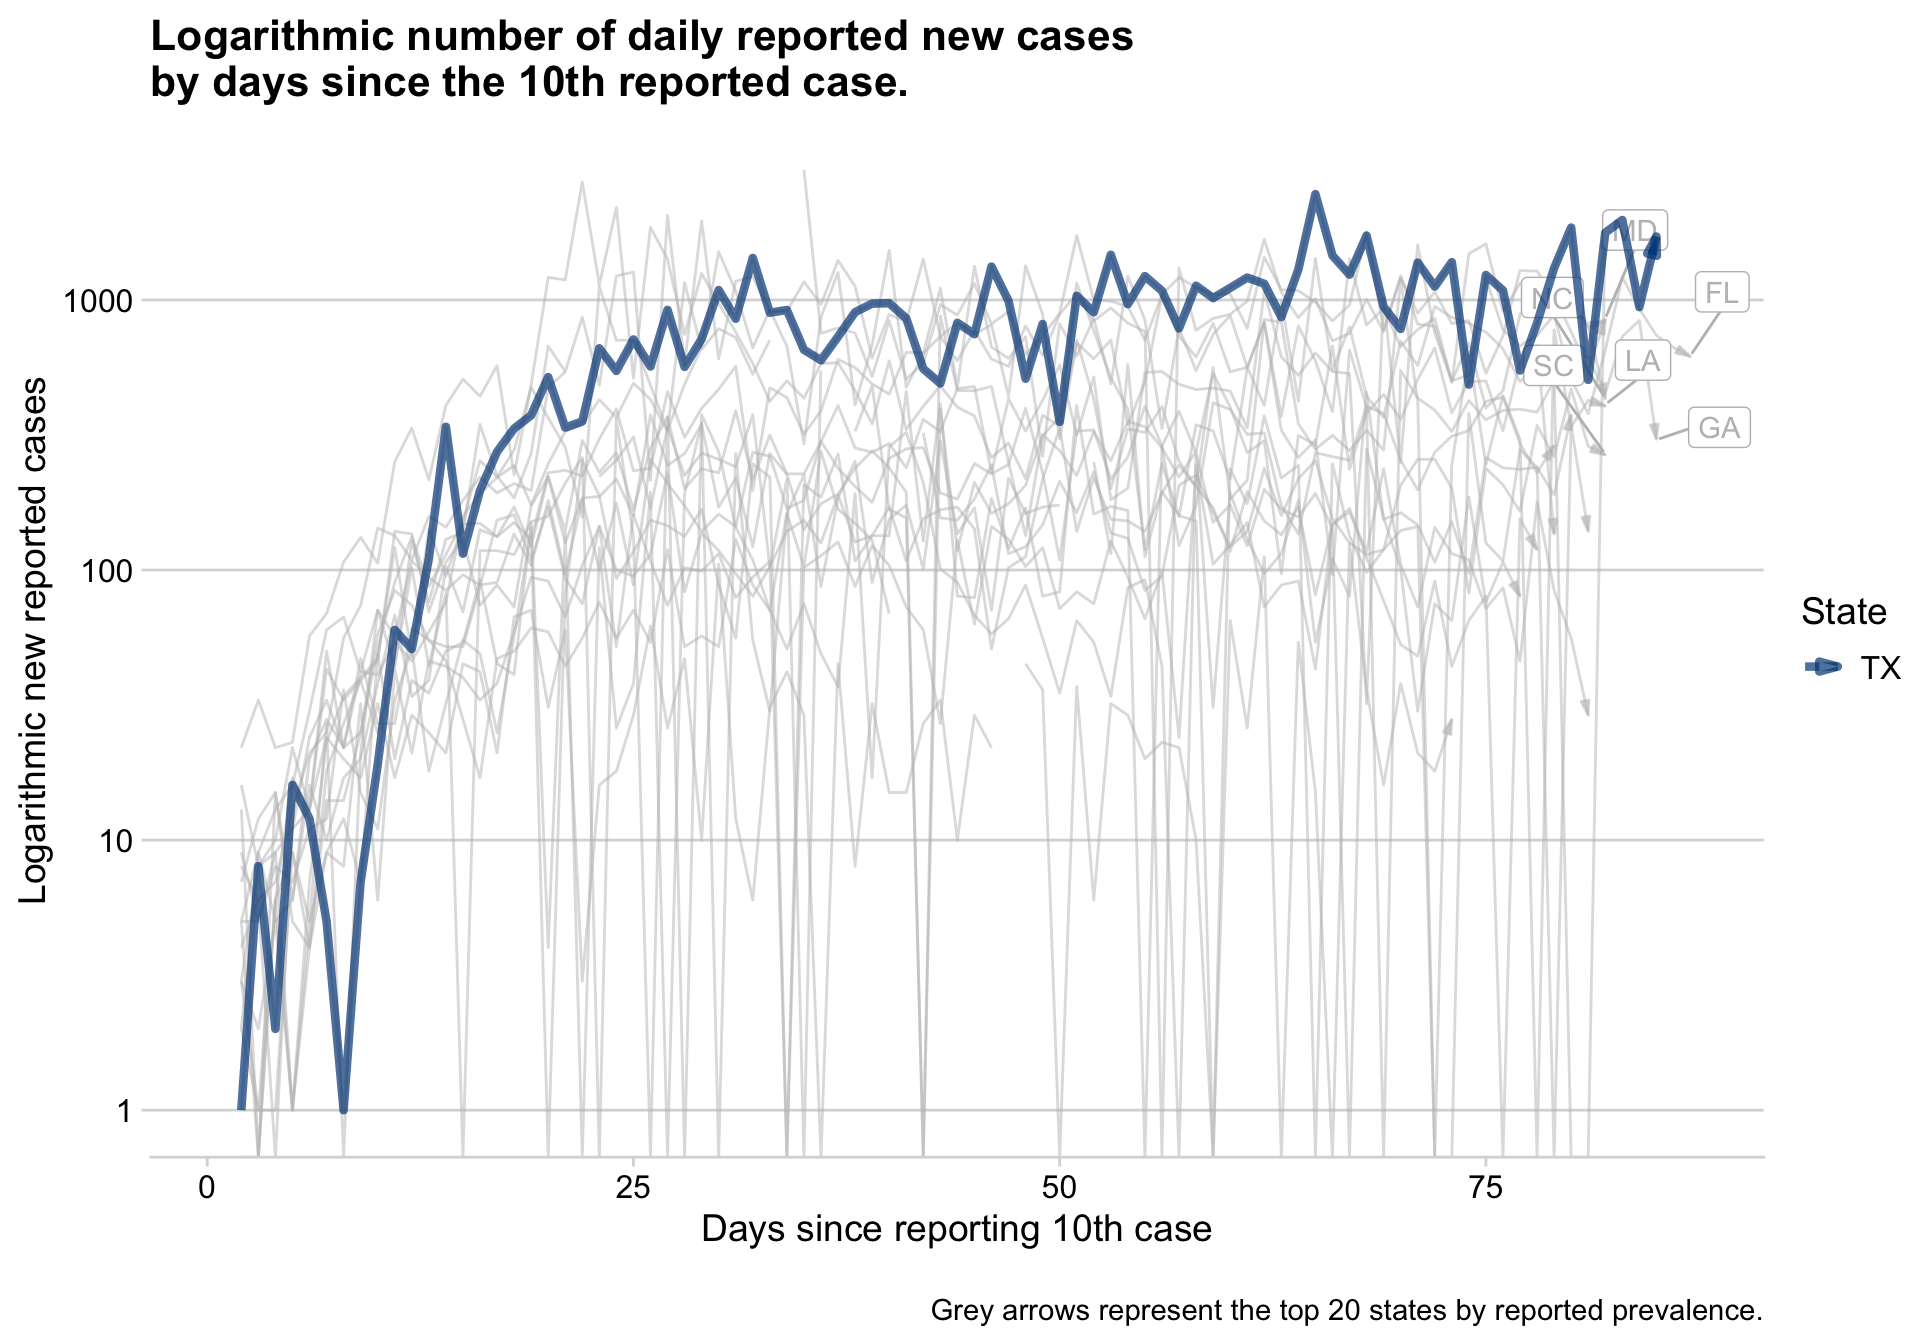 Logarithmic number of daily reported new cases
by days since the 10th reported case.
Logarithmic new reported cases
1000
100
10
1
MD
FL
NC
LA
SC
GA
State
TX
0
25
50
75
Days since reporting 10th case
Grey arrows represent the top 20 states by reported prevalence.